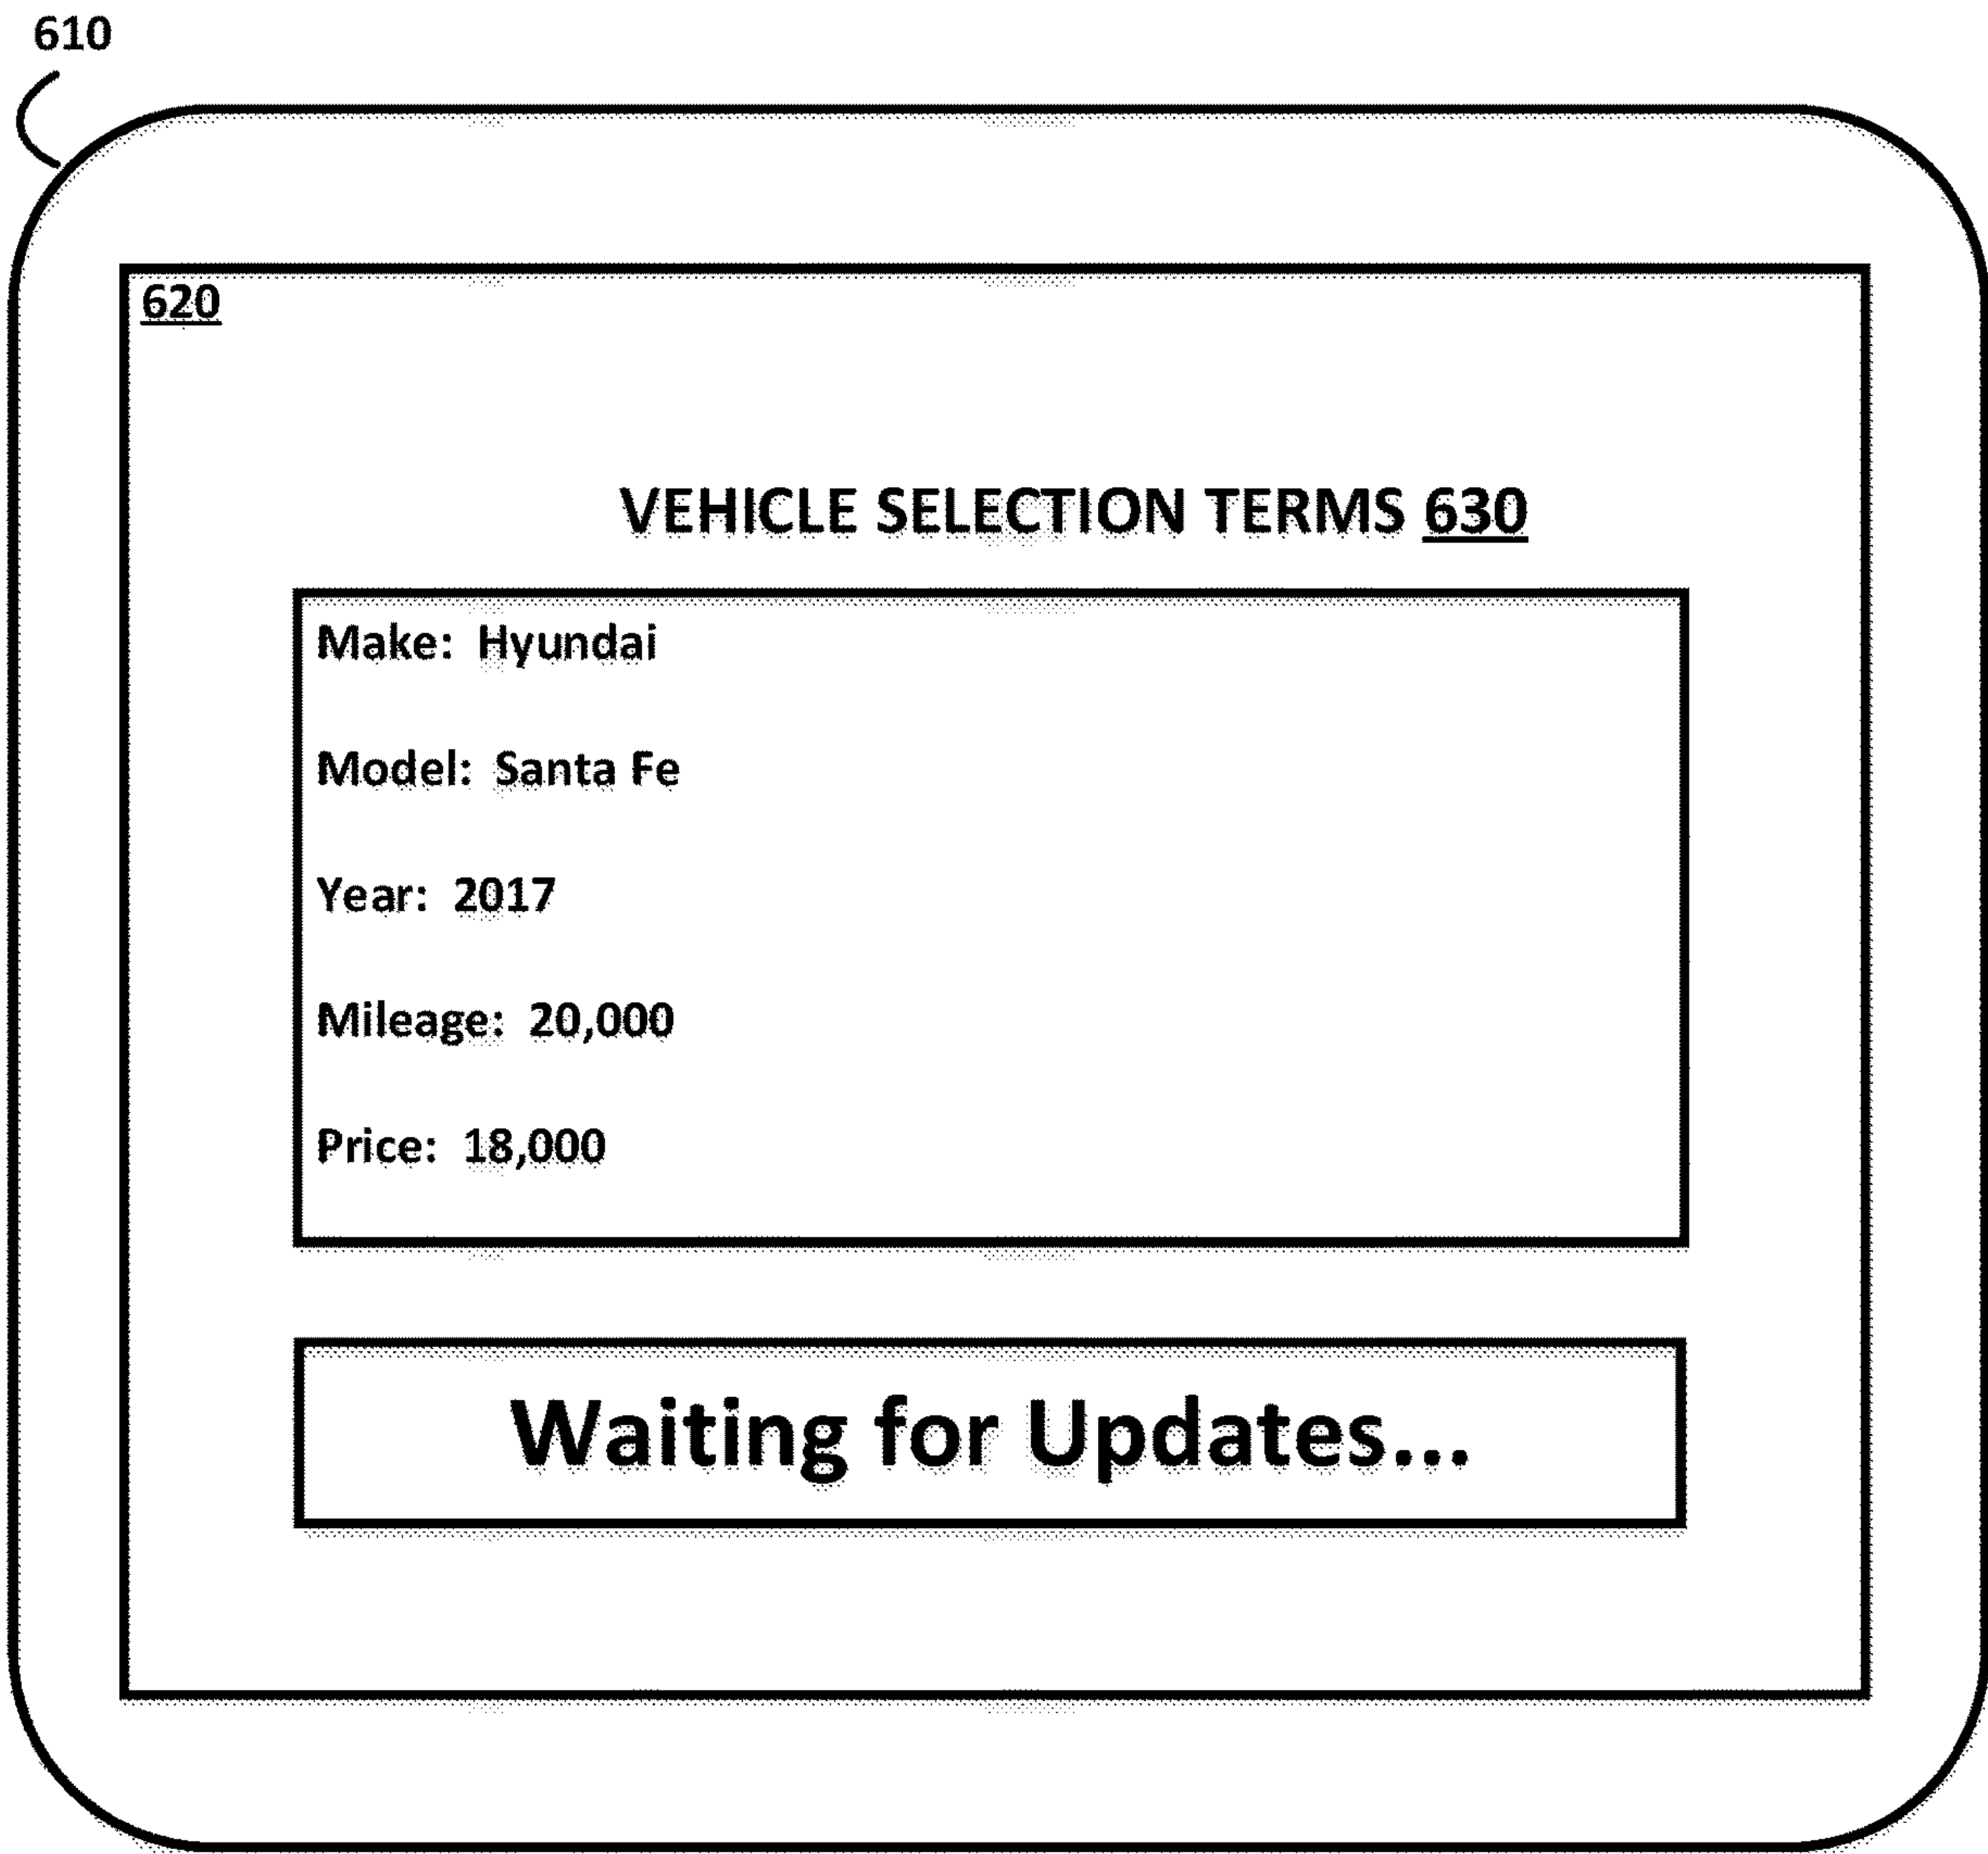 610
620
VEHICLE SELECTION TERMS 630
Make: Hyundai
Model: Santa Fe
Year: 2017
Mileage: 20,000
Price: 18,000
Waiting for Updates...